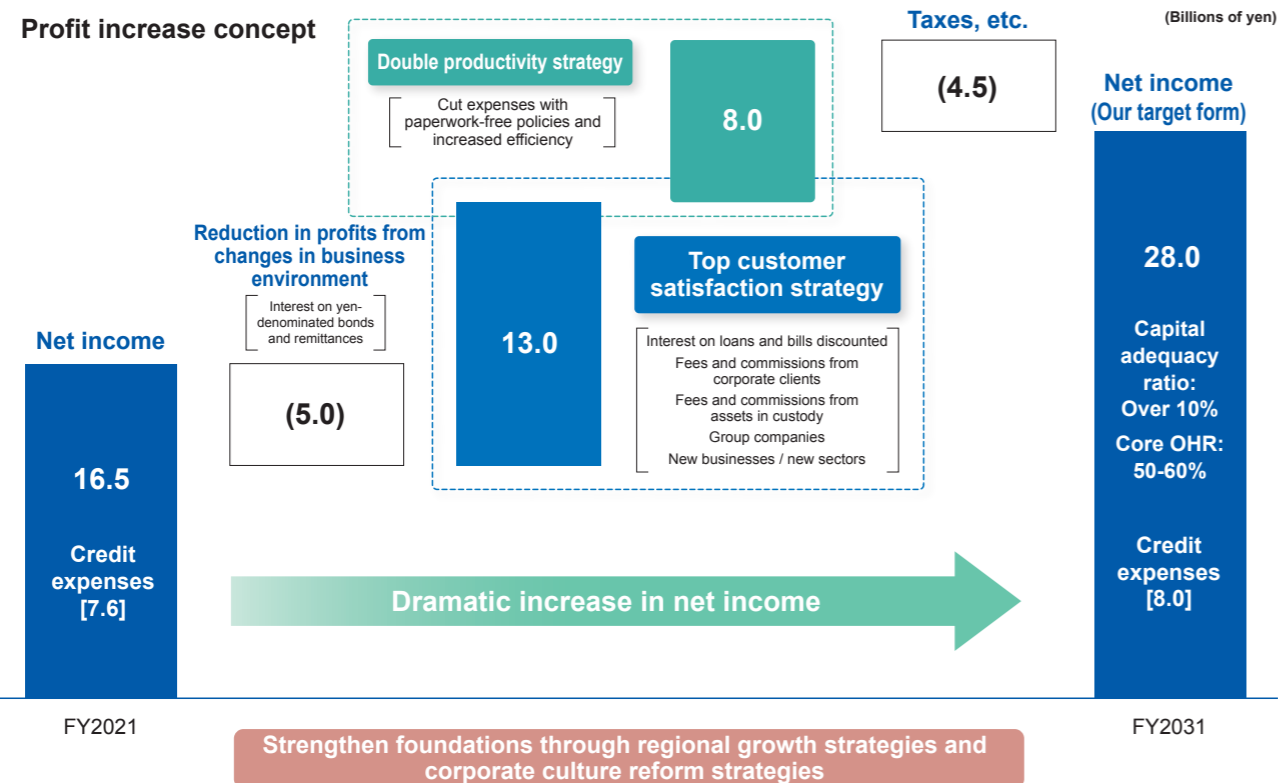 Profit increase concept
(Billions of yen)
Net income
16.5
Credit
expenses
[7.6]
FY2021
Reduction in profits from
changes in business
environment
Interest on yen-
denominated bonds
and remittances
(5.0)
Double productivity strategy
Cut expenses with
paperwork-free policies and
increased efficiency
8.0
13.0
Top customer
satisfaction strategy
Interest on loans and bills discounted
Fees and commissions from
corporate clients
Fees and commissions from
assets in custody
Group companies
New businesses / new sectors
Taxes, etc.
(4.5)
Net income
(Our target form)
28.0
Capital
adequacy
ratio:
Over 10%
Core OHR:
50-60%
Credit
expenses
[8.0]
FY2031
Dramatic increase in net income
Strengthen foundations through regional growth strategies and
corporate culture reform strategies